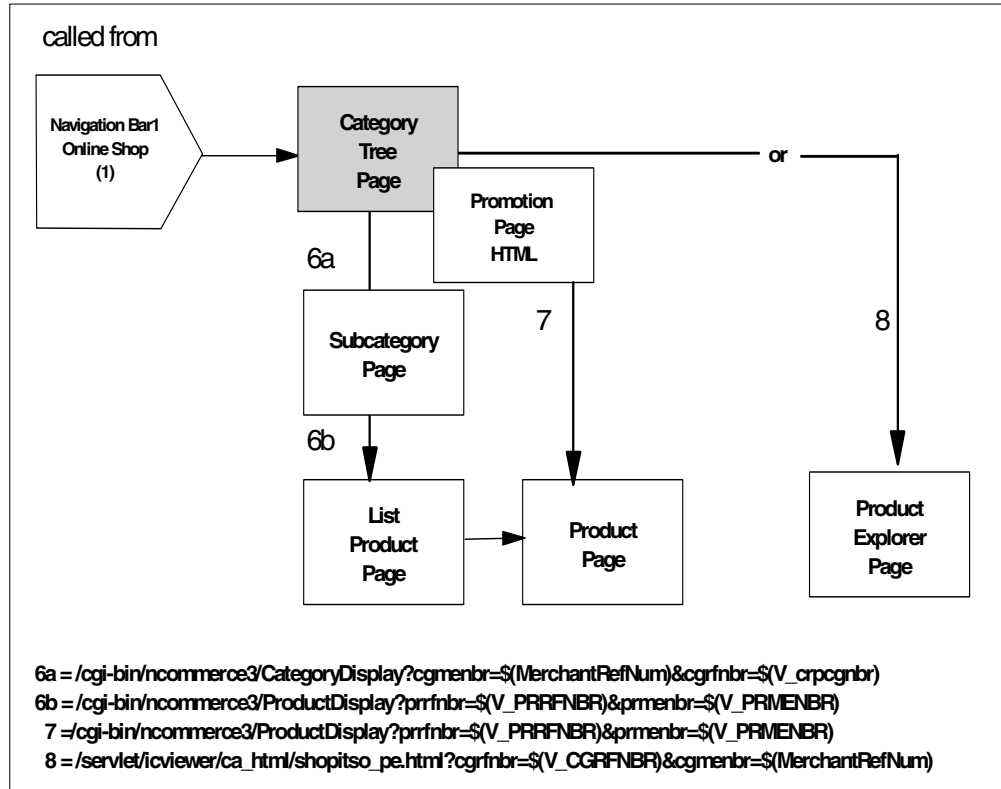 called from
Navigation Bar1
Online Shop
(1)
Category
Tree
Page
or
Promotion
Page
HTML
6a
7
8
Subcategory
Page
6b
List
Product
Page
Product
Page
Product
Explorer
Page
6a = /cgi-bin/ncommerce3/CategoryDisplay?cgmenbr=$(MerchantRefNum)&cgrfnbr=$(V_crpcgnbr)
6b = /cgi-bin/ncommerce3/ProductDisplay?prrfnbr=$(V_PRRFNBR)&prmenbr=$(V_PRMENBR)
7 =/cgi-bin/ncommerce3/ProductDisplay?prrfnbr=$(V_PRRFNBR)&prmenbr=$(V_PRMENBR)
8 = /servlet/icviewer/ca_html/shopitso_pe.html?cgrfnbr=$(V_CGRFNBR)&cgmenbr=$(MerchantRefNum)